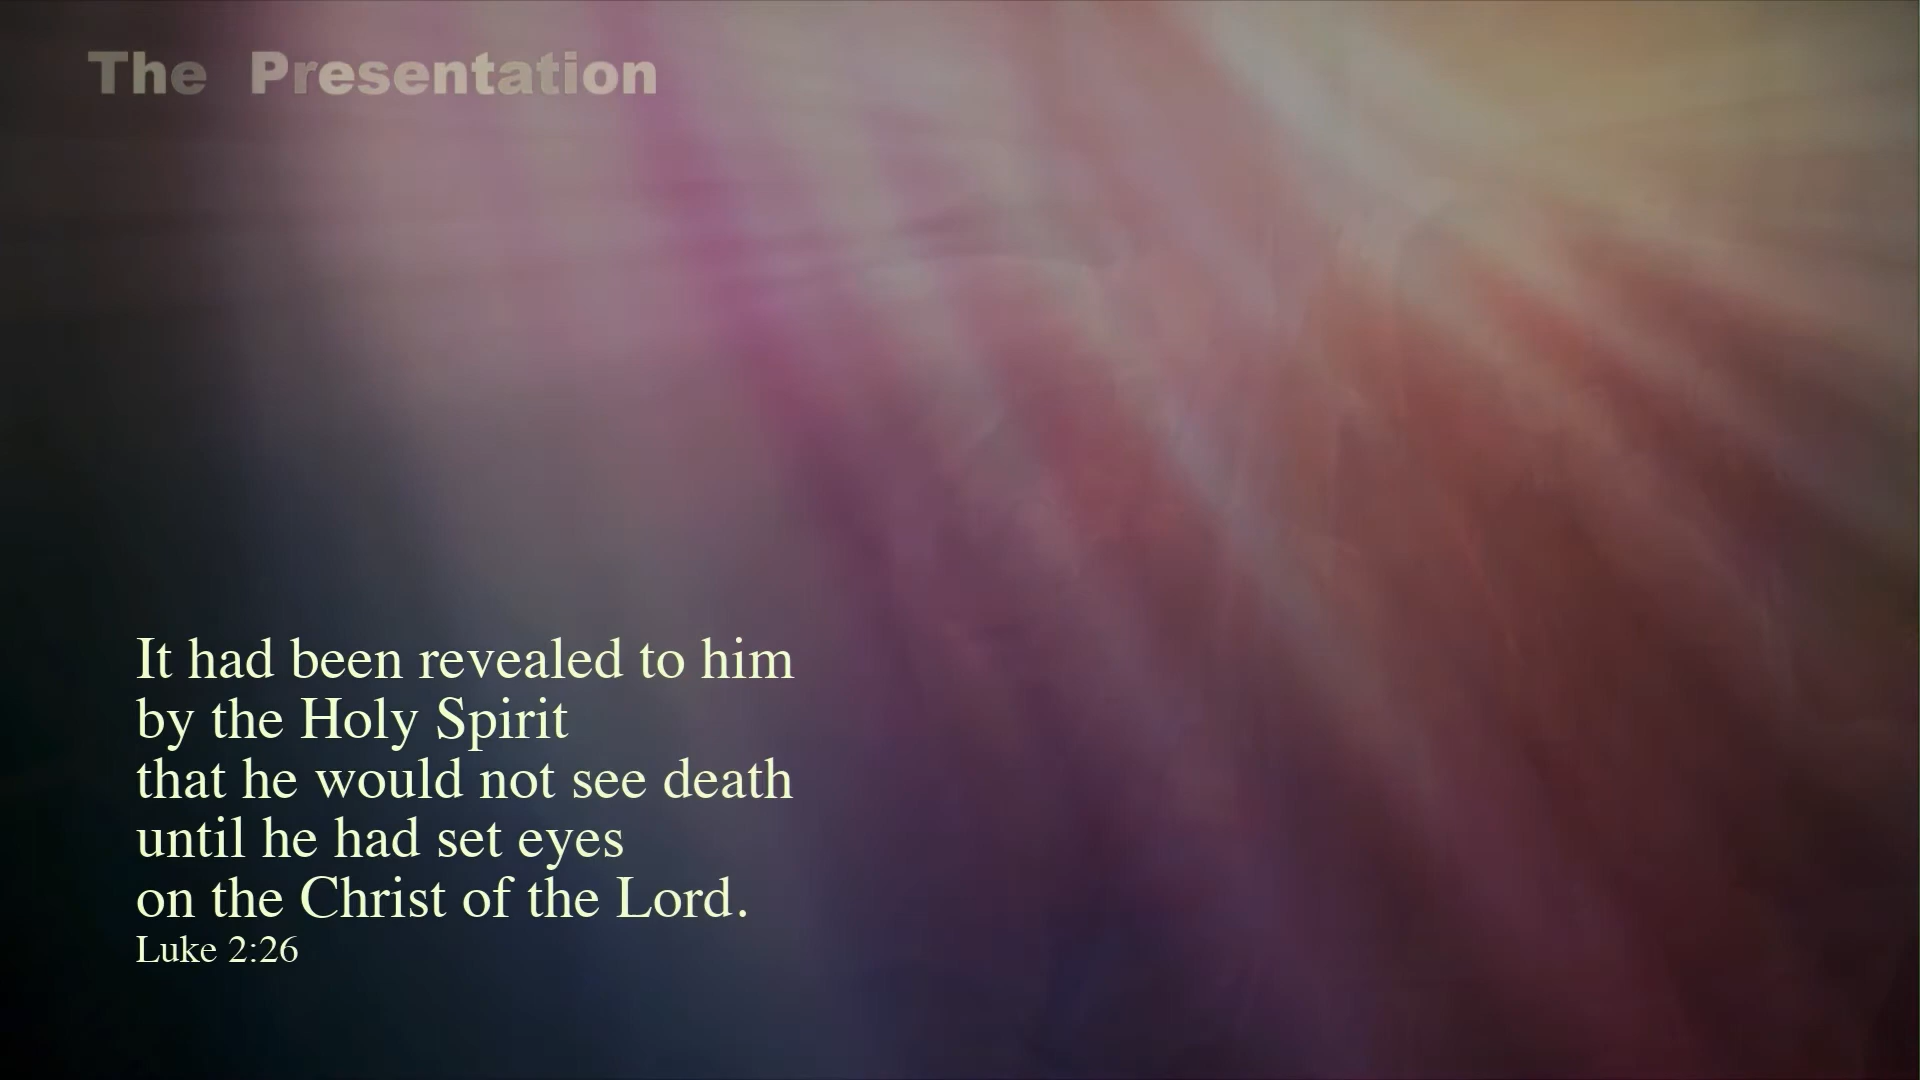 The Presentation
It had been revealed to him
by the Holy Spirit
that he would not see death
until he had set eyes
on the Christ of the Lord.
Luke 2:26